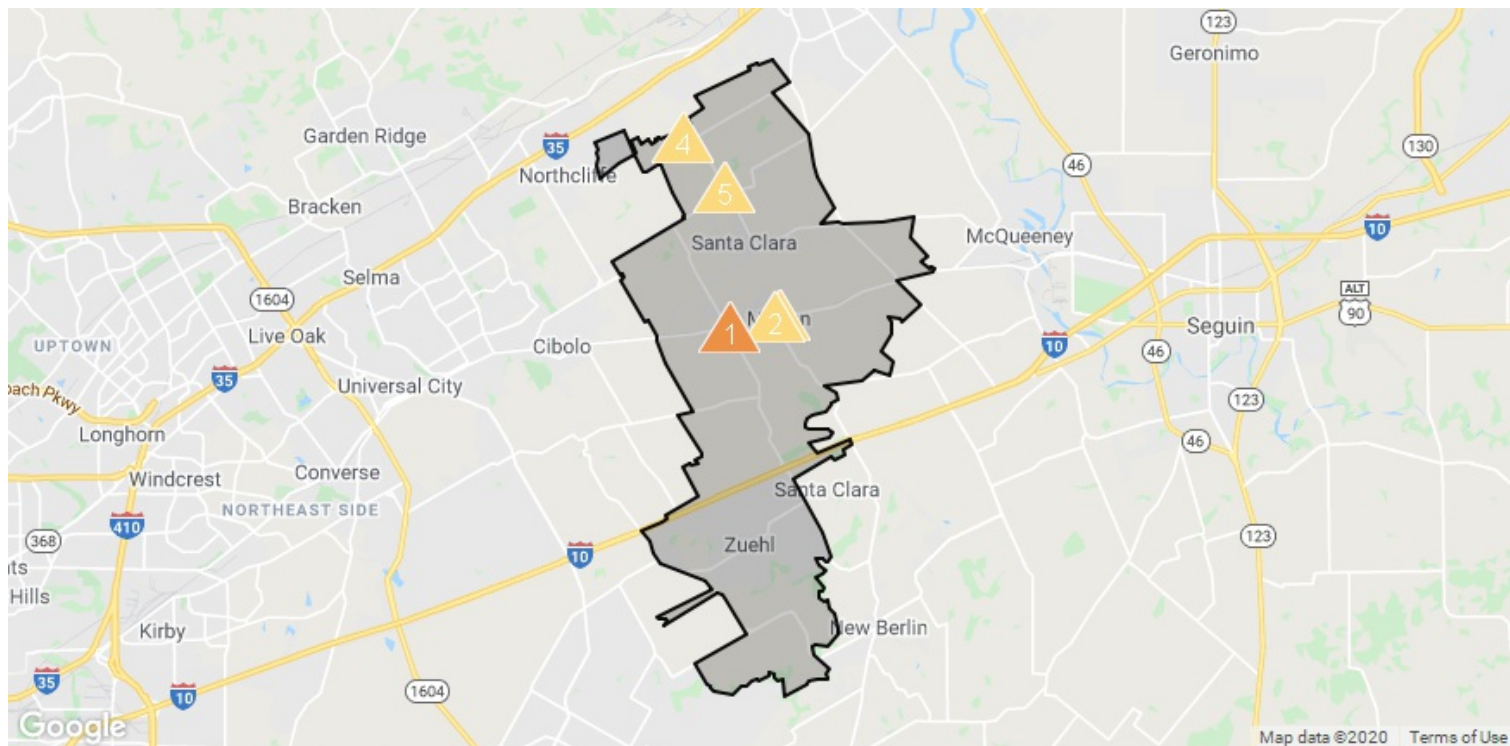 123
Geronimo
Garden Ridge
35
4
46
130
Northcliffe
5
Bracken
10
Santa Clara
McQueeney
Selma
1604
ALT
90
Live Oak
1
2
Seguin
UPTOWN
Cibolo
10
46
35
Universal City
oach Pkwy
123
Longhorn
46
Converse
Windcrest
Santa Clara
NORTHEAST SIDE
410
368
123
Zuehl
10
ts
Hills
Kirby
New Berlin
35
10
1604
Google
Map data ©2020 Terms of Use